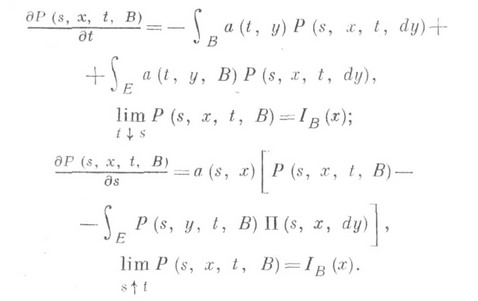 ∂P (s, x, t, B)/∂t = − ∫_B a (t, y) P (s, x, t, dy) +
+ ∫_E a (t, y, B) P (s, x, t, dy),
lim_{t↓s} P (s, x, t, B) = I_B (x);
∂P (s, x, t, B)/∂s = a (s, x) [ P (s, x, t, B) −
− ∫_E P (s, y, t, B) Π (s, x, dy) ],
lim_{s↑t} P (s, x, t, B) = I_B (x).